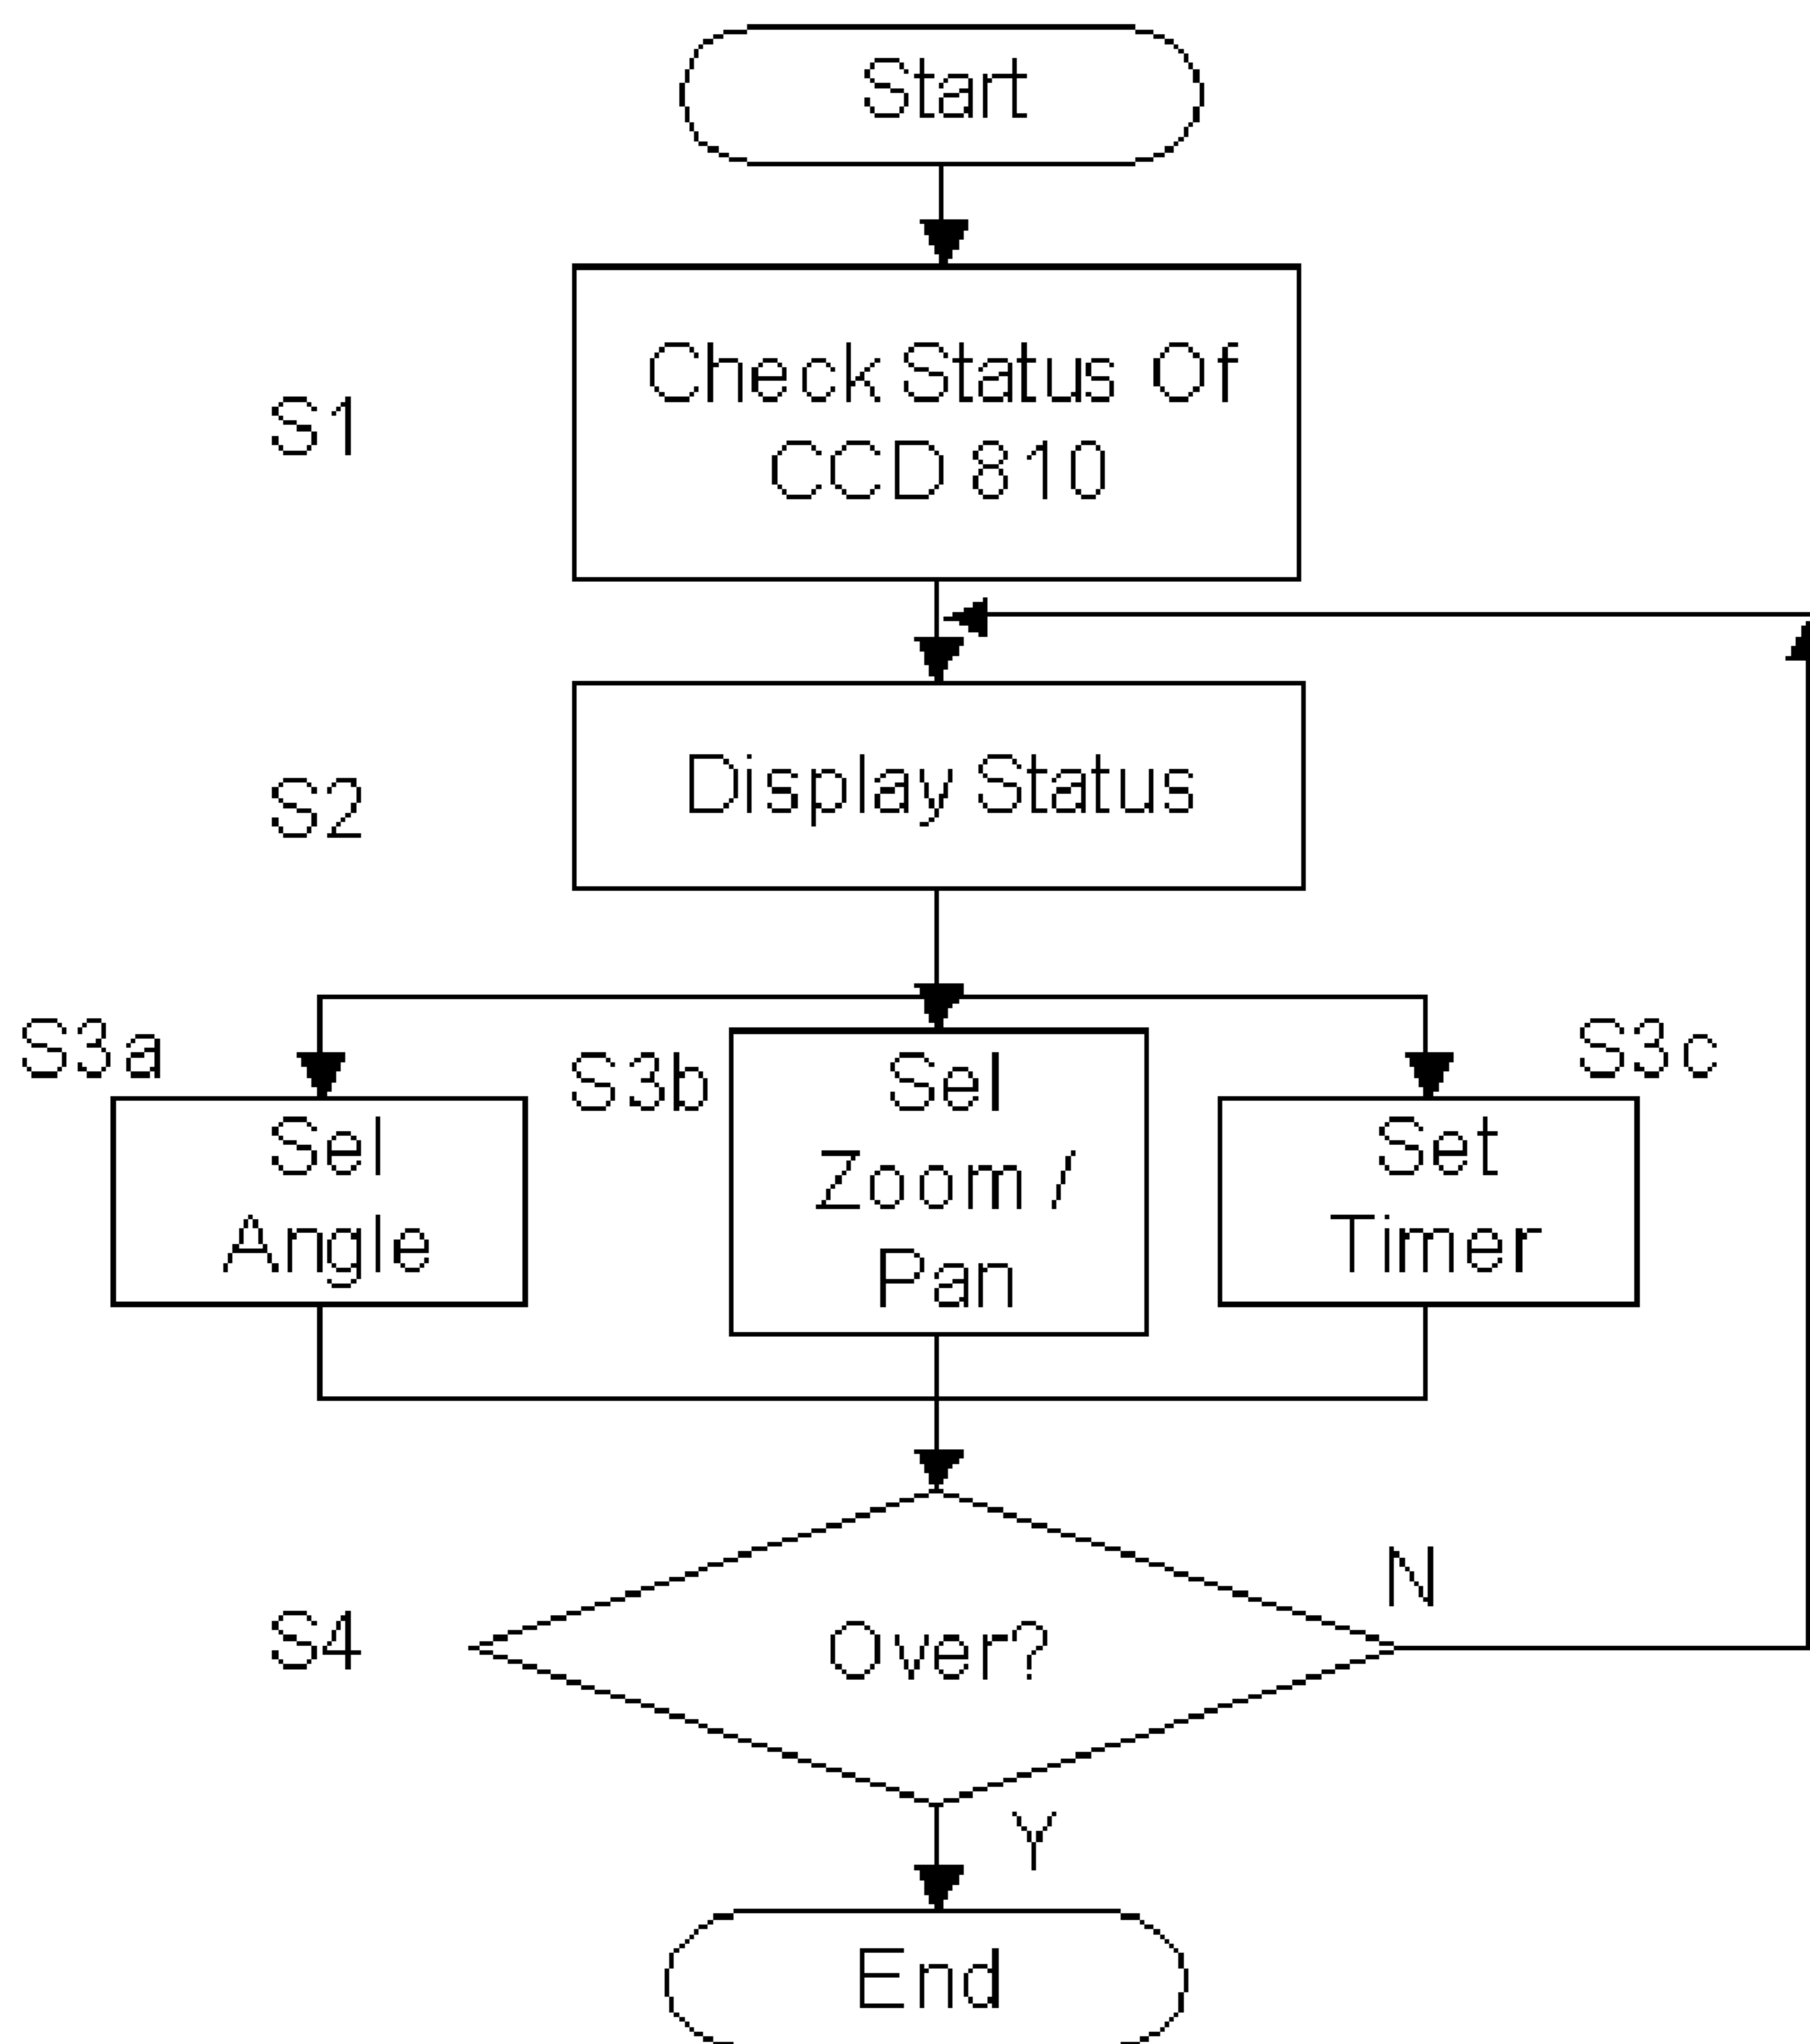 Start
S1
Check Status Of
CCD 810
S2
Display Status
S3a
Sel
Angle
S3b
Sel
Zoom /
Pan
S3c
Set
Timer
S4
Over?
N
Y
End